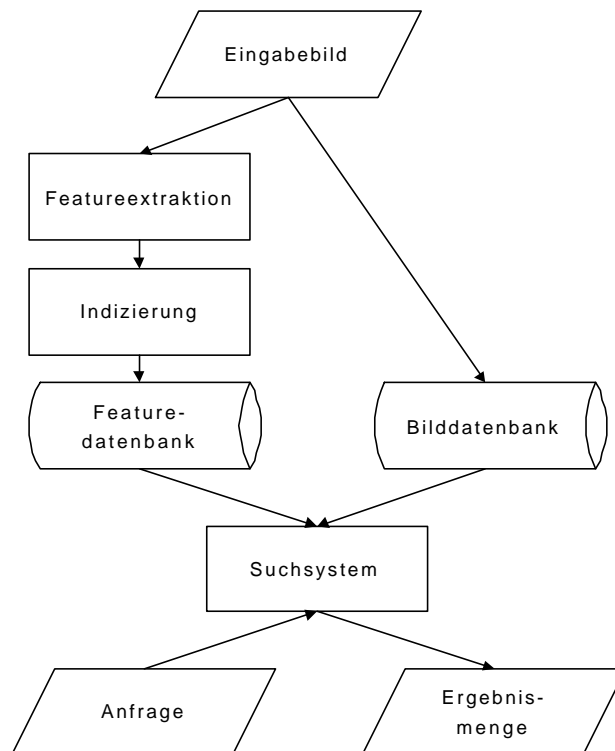 Eingabebild
Featureextraktion
Indizierung
Feature-
datenbank
Bilddatenbank
Suchsystem
Anfrage
Ergebnis-
menge